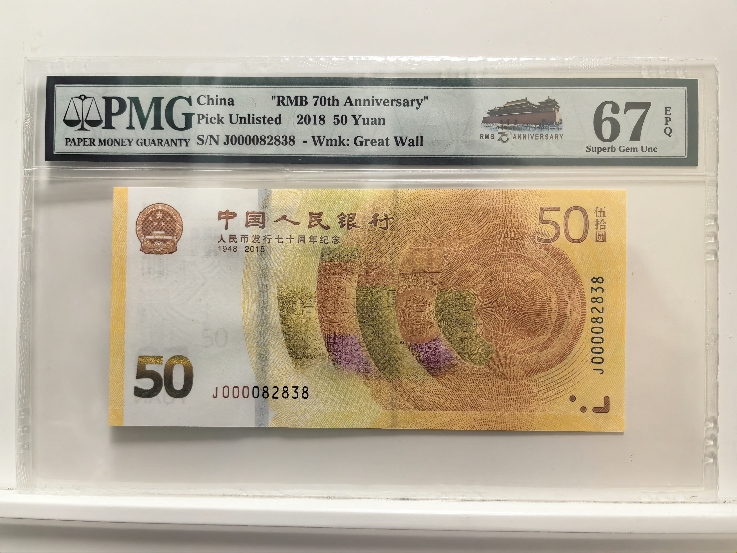 PMG
PAPER MONEY GUARANTY
China "RMB 70th Anniversary"
Pick Unlisted 2018 50 Yuan
S/N J000082838 - Wmk: Great Wall
RMB 70 ANNIVERSARY
67 EPQ
Superb Gem Unc
中国人民银行
人民币发行七十周年纪念
1948 2018
50 伍拾圆
J000082838
50
50 J000082838